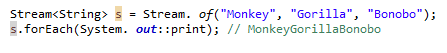 Stream<String> s = Stream. of("Monkey", "Gorilla", "Bonobo");
s.forEach(System. out::print); // MonkeyGorillaBonobo